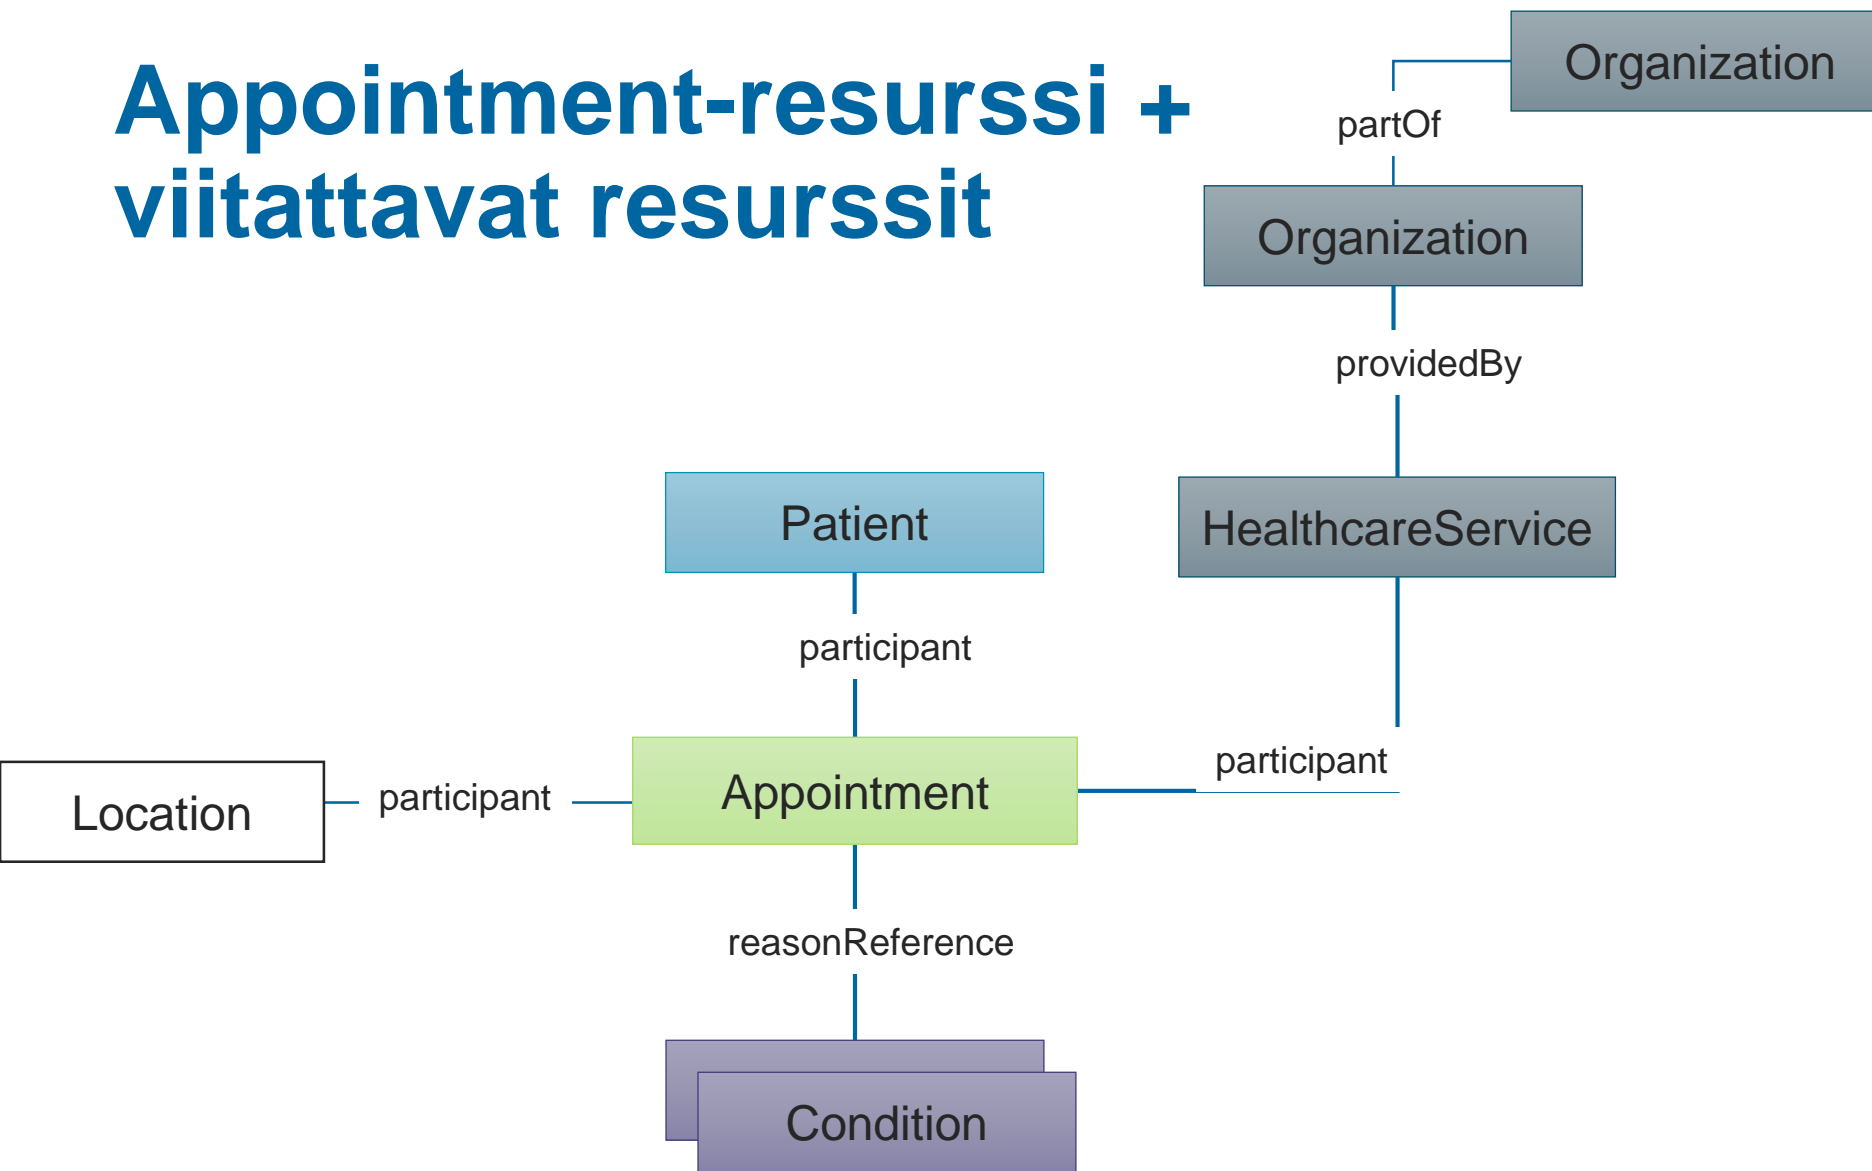 Appointment-resurssi +
viitattavat resurssit
Organization
partOf
Organization
providedBy
Patient
HealthcareService
participant
participant
Location
participant
Appointment
reasonReference
Condition